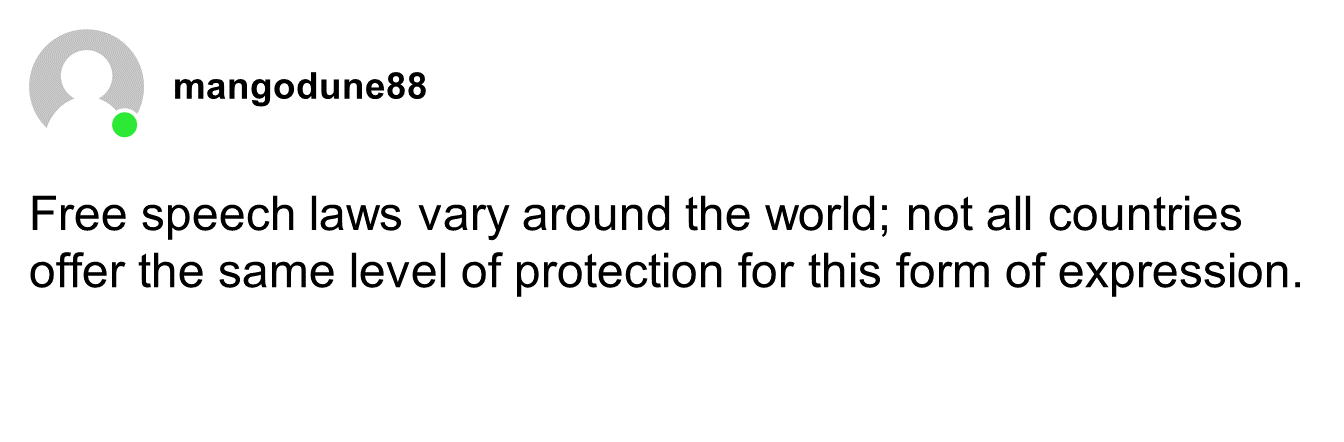 mangodune88
Free speech laws vary around the world; not all countries
offer the same level of protection for this form of expression.